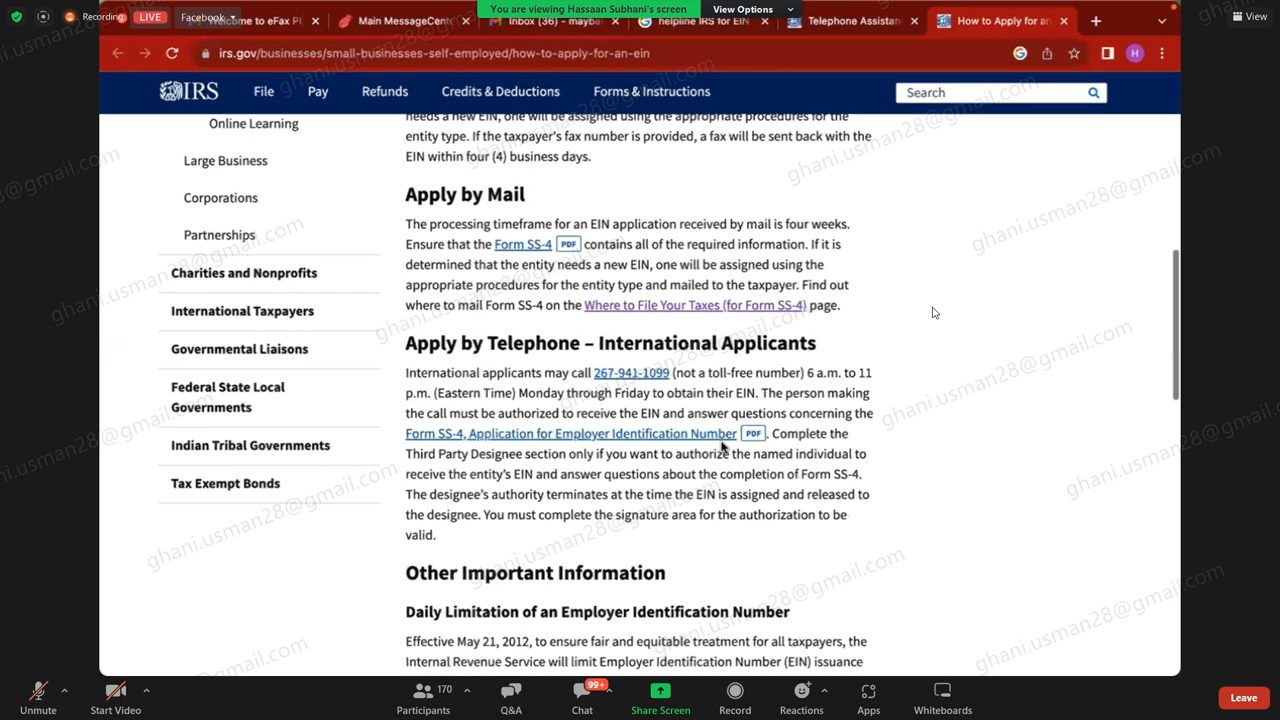 Recording
LIVE
Facebook
You are viewing Hassaan Subhani's screen
View Options
View
elcome to eFax Pl
Main MessageCent
Inbox (36) - mayba
helpline IRS for EIN
Telephone Assistan
How to Apply for an
irs.gov/businesses/small-businesses-self-employed/how-to-apply-for-an-ein
H
IRS
File
Pay
Refunds
Credits & Deductions
Forms & Instructions
Search
Online Learning
Large Business
Corporations
Partnerships
Charities and Nonprofits
International Taxpayers
Governmental Liaisons
Federal State Local
Governments
Indian Tribal Governments
Tax Exempt Bonds
needs a new EIN, one will be assigned using the appropriate procedures for the
entity type. If the taxpayer's fax number is provided, a fax will be sent back with the
EIN within four (4) business days.
Apply by Mail
The processing timeframe for an EIN application received by mail is four weeks.
Ensure that the Form SS-4 PDF contains all of the required information. If it is
determined that the entity needs a new EIN, one will be assigned using the
appropriate procedures for the entity type and mailed to the taxpayer. Find out
where to mail Form SS-4 on the Where to File Your Taxes (for Form SS-4) page.
Apply by Telephone – International Applicants
International applicants may call 267-941-1099 (not a toll-free number) 6 a.m. to 11
p.m. (Eastern Time) Monday through Friday to obtain their EIN. The person making
the call must be authorized to receive the EIN and answer questions concerning the
Form SS-4, Application for Employer Identification Number PDF. Complete the
Third Party Designee section only if you want to authorize the named individual to
receive the entity's EIN and answer questions about the completion of Form SS-4.
The designee's authority terminates at the time the EIN is assigned and released to
the designee. You must complete the signature area for the authorization to be
valid.
Other Important Information
Daily Limitation of an Employer Identification Number
Effective May 21, 2012, to ensure fair and equitable treatment for all taxpayers, the
Internal Revenue Service will limit Employer Identification Number (EIN) issuance
ghani.usman28@gmail.com
Unmute
Start Video
170
Participants
Q&A
99+
Chat
Share Screen
Record
Reactions
Apps
Whiteboards
Leave